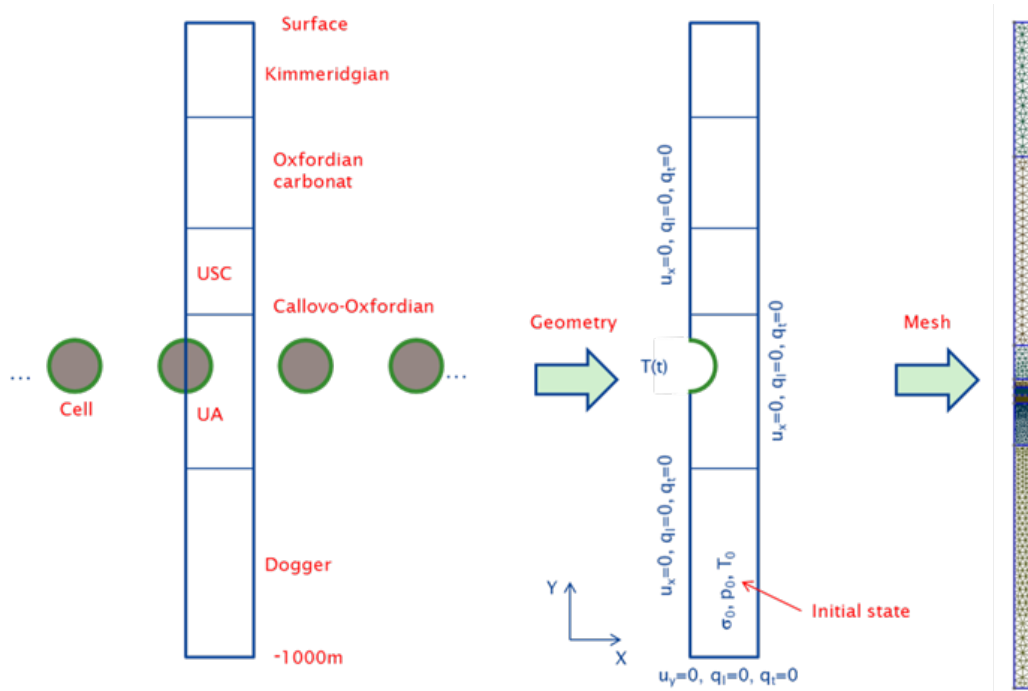 Surface
Kimmeridgian
Oxfordian
carbonat
USC
Callovo-Oxfordian
...
...
Cell
UA
Dogger
-1000m
Geometry
uₓ=0, qₗ=0, qₜ=0
T(t)
uₓ=0, qₗ=0, qₜ=0
uₓ=0, qₗ=0, qₜ=0
σ₀, p₀, T₀
Initial state
Y
X
u_y=0, qₗ=0, qₜ=0
Mesh